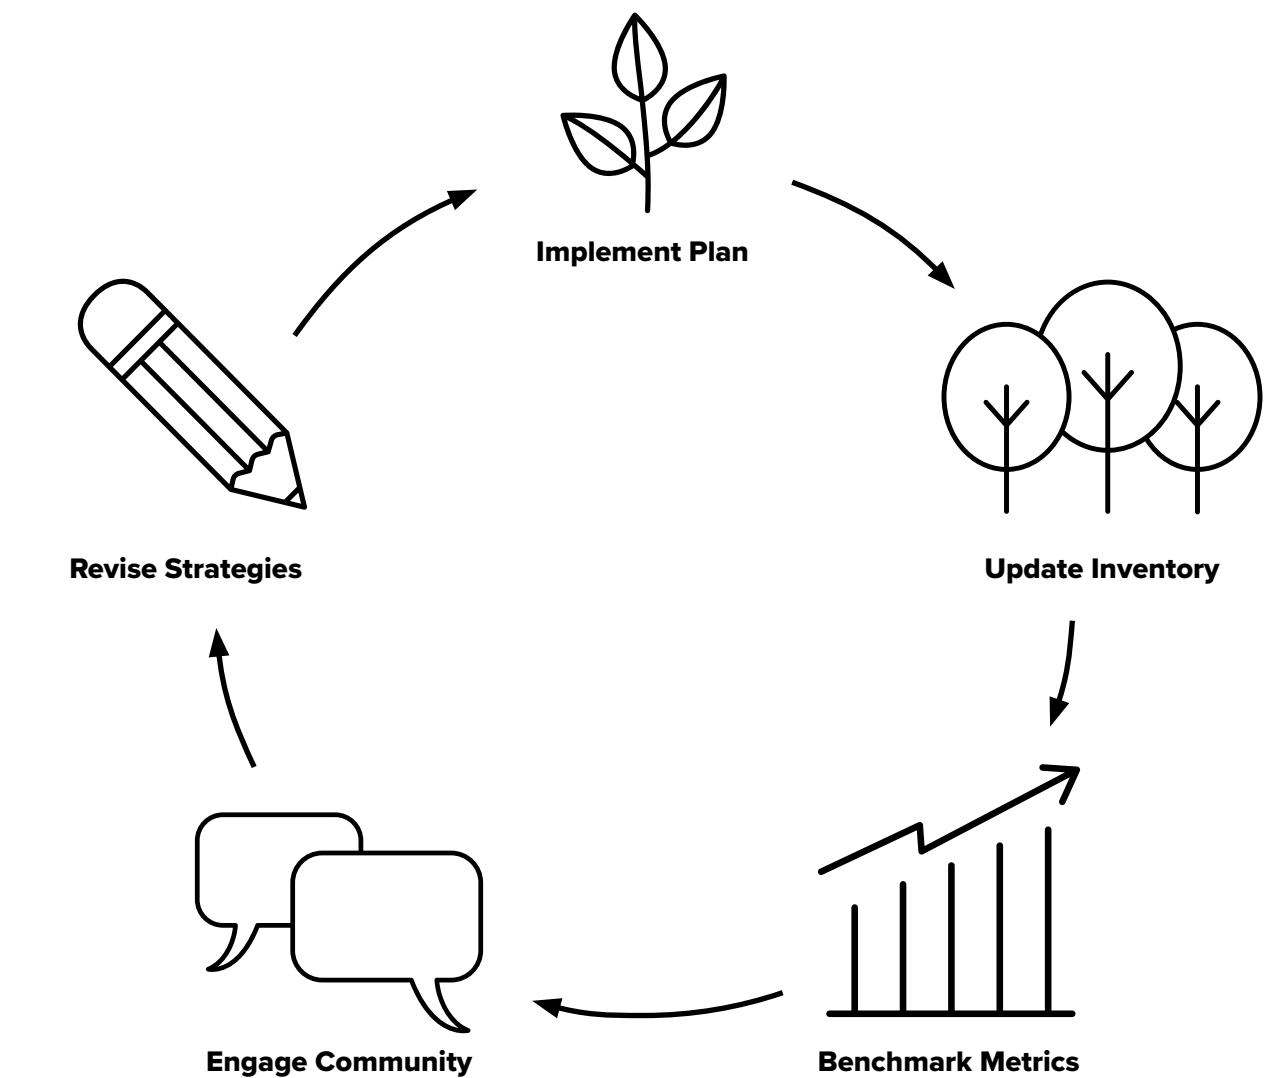 Implement Plan
Revise Strategies
Update Inventory
Engage Community
Benchmark Metrics